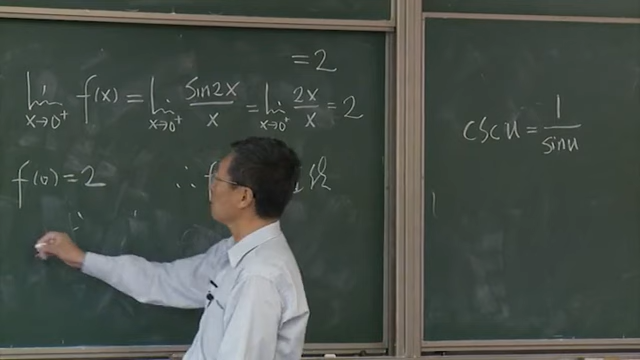 = 2
lim x→0⁺ f(x) = lim x→0⁺ sin2x/x = lim x→0⁺ 2x/x = 2
f(0) = 2 ∴ f
csc u = 1/sin u